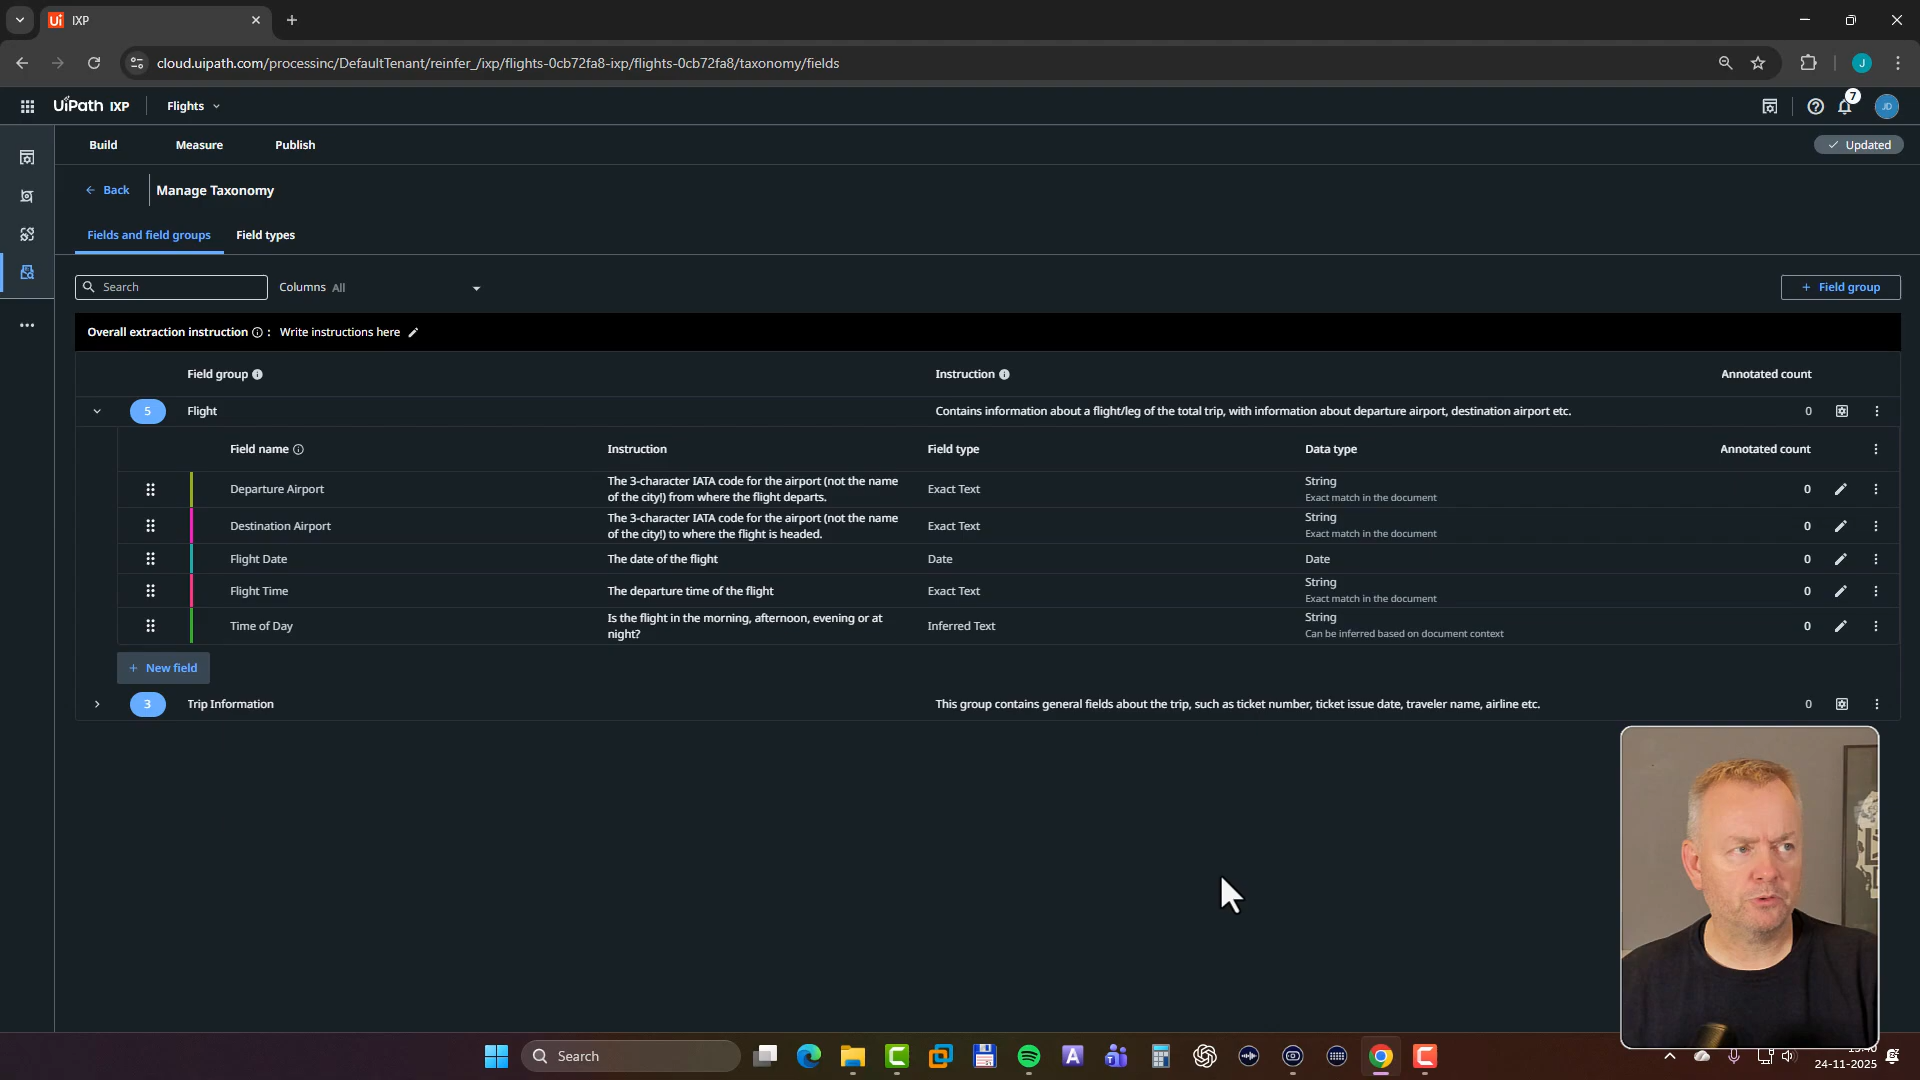 IXP
cloud.uipath.com/processinc/DefaultTenant/reinfer_/ixp/flights-0cb72fa8-ixp/flights-0cb72fa8/taxonomy/fields
J
UiPath IXP
Flights
7
JD
Build
Measure
Publish
Updated
Back
Manage Taxonomy
Fields and field groups
Field types
Search
Columns All
+ Field group
Overall extraction instruction : Write instructions here
Field group
Instruction
Annotated count
5
Flight
Contains information about a flight/leg of the total trip, with information about departure airport, destination airport etc.
0
Field name
Instruction
Field type
Data type
Annotated count
Departure Airport
The 3-character IATA code for the airport (not the name
of the city!) from where the flight departs.
Exact Text
String
Exact match in the document
0
Destination Airport
The 3-character IATA code for the airport (not the name
of the city!) to where the flight is headed.
Exact Text
String
Exact match in the document
0
Flight Date
The date of the flight
Date
Date
0
Flight Time
The departure time of the flight
Exact Text
String
Exact match in the document
0
Time of Day
Is the flight in the morning, afternoon, evening or at
night?
Inferred Text
String
Can be inferred based on document context
0
+ New field
3
Trip Information
This group contains general fields about the trip, such as ticket number, ticket issue date, traveler name, airline etc.
0
Search
24-11-2025